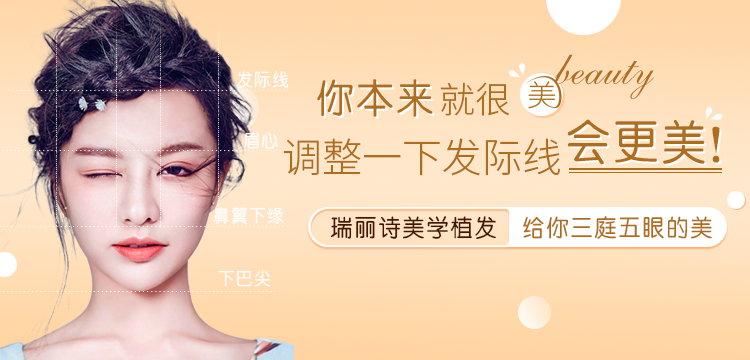 发际线
眉心
鼻翼下缘
下巴尖
你本来就很美
beauty
调整一下发际线会更美!
瑞丽诗美学植发 给你三庭五眼的美